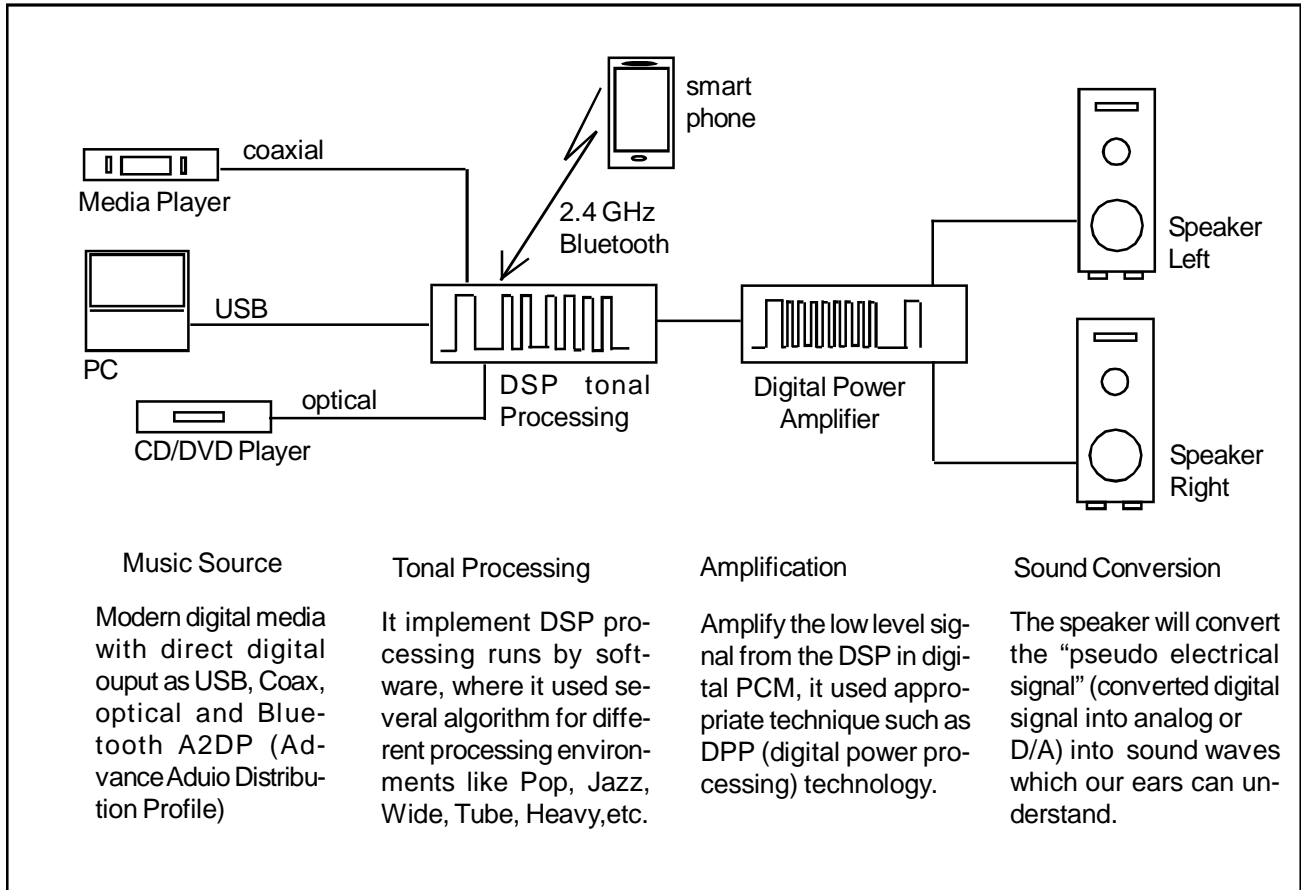 smart
phone
coaxial
Media Player
2.4 GHz
Bluetooth
Speaker
Left
USB
PC
DSP tonal
Processing
Digital Power
Amplifier
optical
CD/DVD Player
Speaker
Right
Music Source
Modern digital media
with direct digital
ouput as USB, Coax,
optical and Blue-
tooth A2DP (Ad-
vance Aduio Distribu-
tion Profile)
Tonal Processing
It implement DSP pro-
cessing runs by soft-
ware, where it used se-
veral algorithm for diffe-
rent processing environ-
ments like Pop, Jazz,
Wide, Tube, Heavy,etc.
Amplification
Amplify the low level sig-
nal from the DSP in digi-
tal PCM, it used appro-
priate technique such as
DPP (digital power pro-
cessing) technology.
Sound Conversion
The speaker will convert
the “pseudo electrical
signal” (converted digital
signal into analog or
D/A) into sound waves
which our ears can un-
derstand.